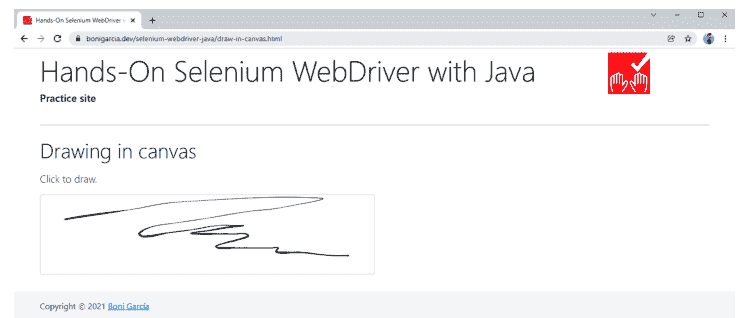 Hands-On Selenium WebDriver
bonigarcia.dev/selenium-webdriver-java/draw-in-canvas.html
Hands-On Selenium WebDriver with Java
Practice site
Drawing in canvas
Click to draw.
Copyright © 2021 Boni García